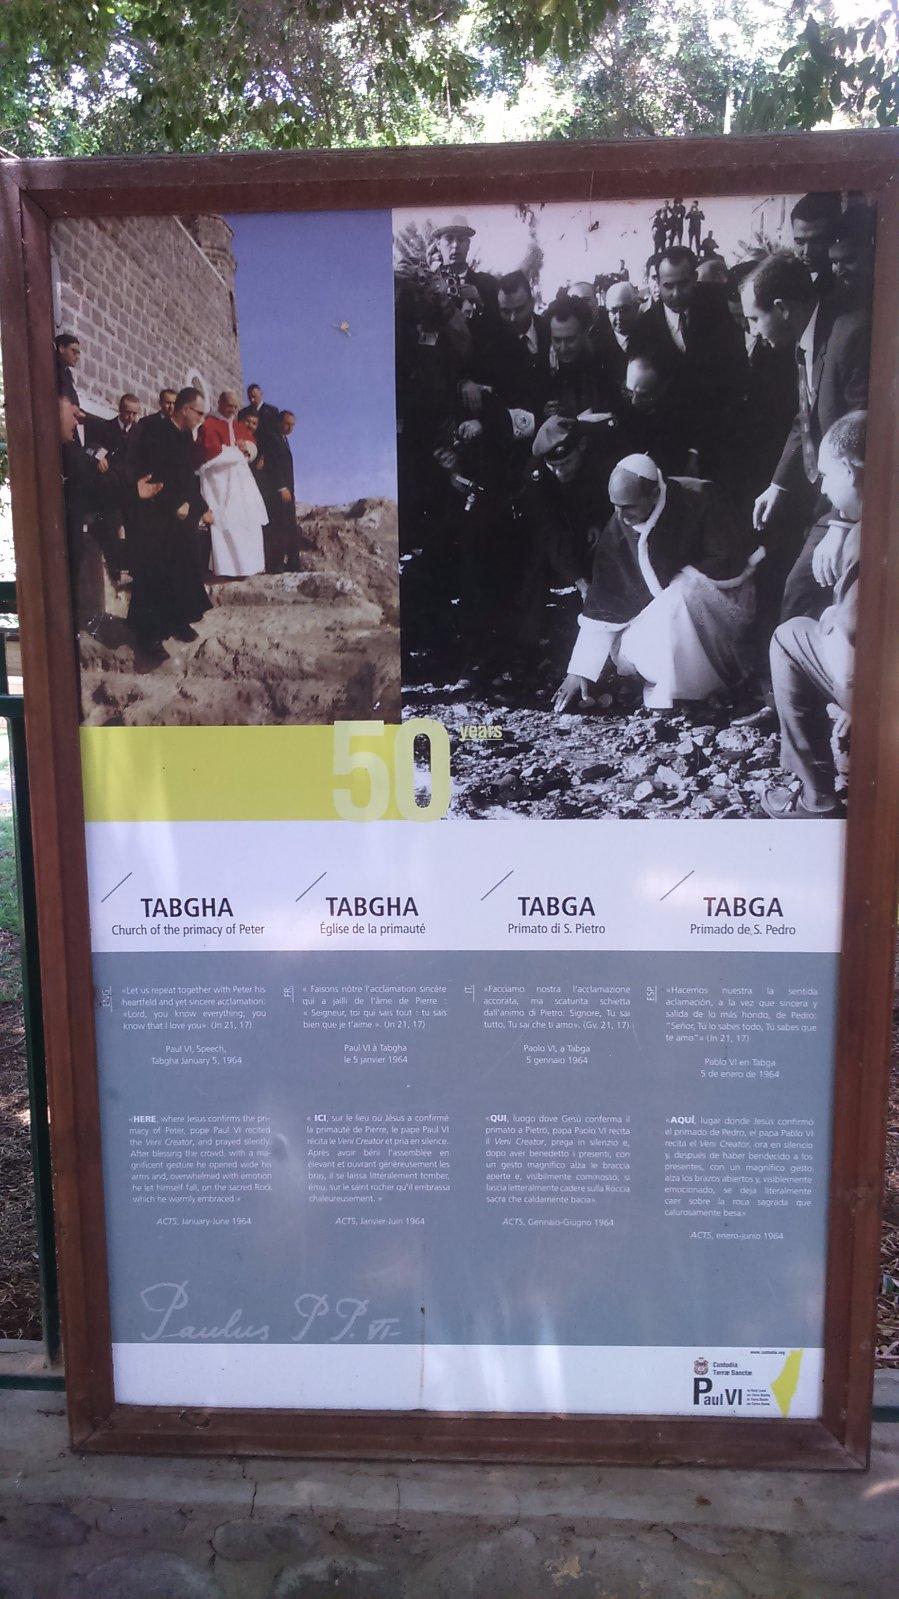 50 years
TABGHA
Church of the primacy of Peter
TABGHA
Église de la primauté
TABGA
Primato di S. Pietro
TABGA
Primado de S. Pedro
ENG
«Let us repeat together with Peter his
heartfeld and yet sincere acclamation:
«Lord, you know everything; you
know that I love you». (Jn 21, 17)
Paul VI, Speech,
Tabgha January 5, 1964
«HERE, where Jesus confirms the pri-
macy of Peter, pope Paul VI recited
the Veni Creator, and prayed silently.
After blessing the crowd, with a ma-
gnificent gesture he opened wide his
arms and, overwhelmed with emotion
he let himself fall, on the sacred Rock
which he warmly embraced.»
ACTS, January-June 1964
FR
« Faisons nôtre l'acclamation sincère
qui a jailli de l'âme de Pierre :
« Seigneur, toi qui sais tout : tu sais
bien que je t'aime ». (Jn 21, 17)
Paul VI à Tabgha
le 5 janvier 1964
« ICI, sur le lieu où Jésus a confirmé
la primauté de Pierre, le pape Paul VI
récita le Veni Creator et pria en silence.
Après avoir béni l'assemblée en
élevant et ouvrant généreusement les
bras, il se laissa littéralement tomber,
ému, sur le saint rocher qu'il embrassa
chaleureusement. »
ACTS, Janvier-Juin 1964
IT
«Facciamo nostra l'acclamazione
accorata, ma scaturita schietta
dall'animo di Pietro: Signore, Tu sai
tutto, Tu sai che ti amo». (Gv. 21, 17)
Paolo VI, a Tabga
5 gennaio 1964
«QUI, luogo dove Gesù conferma il
primato a Pietro, papa Paolo VI recita
il Veni Creator, prega in silenzio e,
dopo aver benedetto i presenti, con
un gesto magnifico alza le braccia
aperte e, visibilmente commosso, si
lascia letteralmente cadere sulla Roccia
sacra che caldamente bacia».
ACTS, Gennaio-Giugno 1964
ESP
«Hacemos nuestra la sentida
aclamación, a la vez que sincera y
salida de lo más hondo, de Pedro:
"Señor, Tú lo sabes todo, Tú sabes que
te amo"» (Jn 21, 17)
Pablo VI en Tabga
5 de enero de 1964
«AQUÍ, lugar donde Jesús confirmó
el primado de Pedro, el papa Pablo VI
recita el Veni Creator, ora en silencio
y, después de haber bendecido a los
presentes, con un magnífico gesto
alza los brazos abiertos y, visiblemente
emocionado, se deja literalmente
caer sobre la roca sagrada que
calurosamente besa»
ACTS, enero-junio 1964
Paulus PP. VI
www.custodia.org
Custodia
Terræ Sanctæ
Paul VI